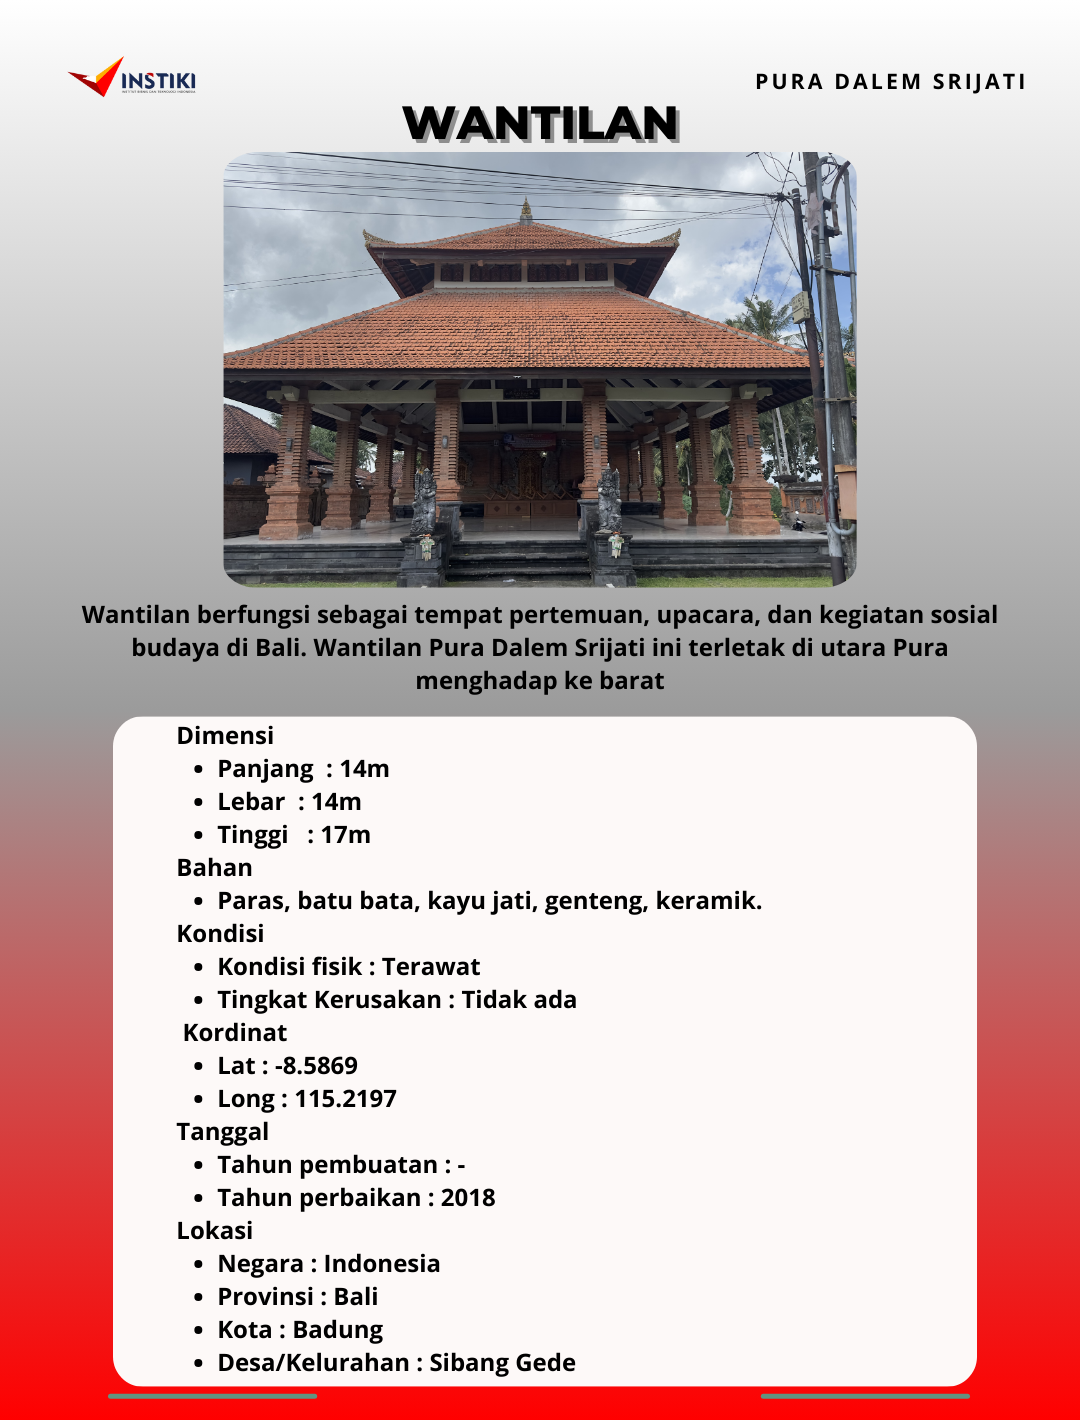 INSTIKI
PURA DALEM SRIJATI
WANTILAN
Wantilan berfungsi sebagai tempat pertemuan, upacara, dan kegiatan sosial
budaya di Bali. Wantilan Pura Dalem Srijati ini terletak di utara Pura
menghadap ke barat
Dimensi
• Panjang : 14m
• Lebar : 14m
• Tinggi : 17m
Bahan
• Paras, batu bata, kayu jati, genteng, keramik.
Kondisi
• Kondisi fisik : Terawat
• Tingkat Kerusakan : Tidak ada
Kordinat
• Lat : -8.5869
• Long : 115.2197
Tanggal
• Tahun pembuatan : -
• Tahun perbaikan : 2018
Lokasi
• Negara : Indonesia
• Provinsi : Bali
• Kota : Badung
• Desa/Kelurahan : Sibang Gede